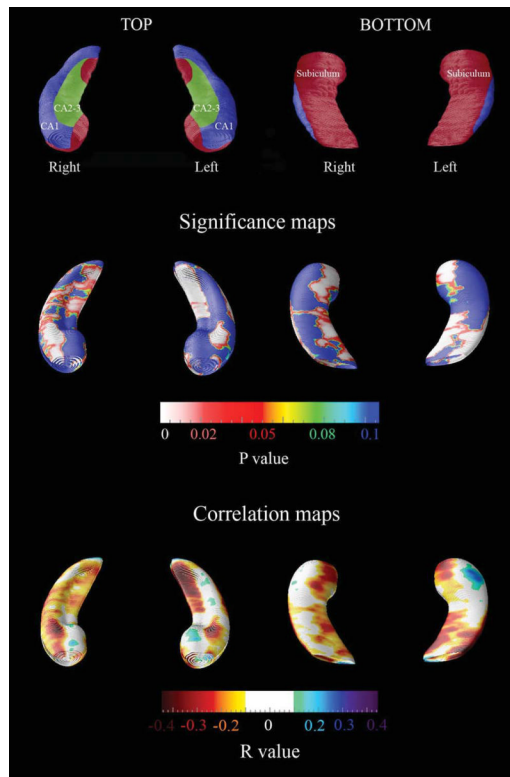 TOP BOTTOM
Subiculum Subiculum
CA2-3 CA2-3
CA1 CA1
Right Left Right Left
Significance maps
0 0.02 0.05 0.08 0.1
P value
Correlation maps
-0.4 -0.3 -0.2 0 0.2 0.3 0.4
R value